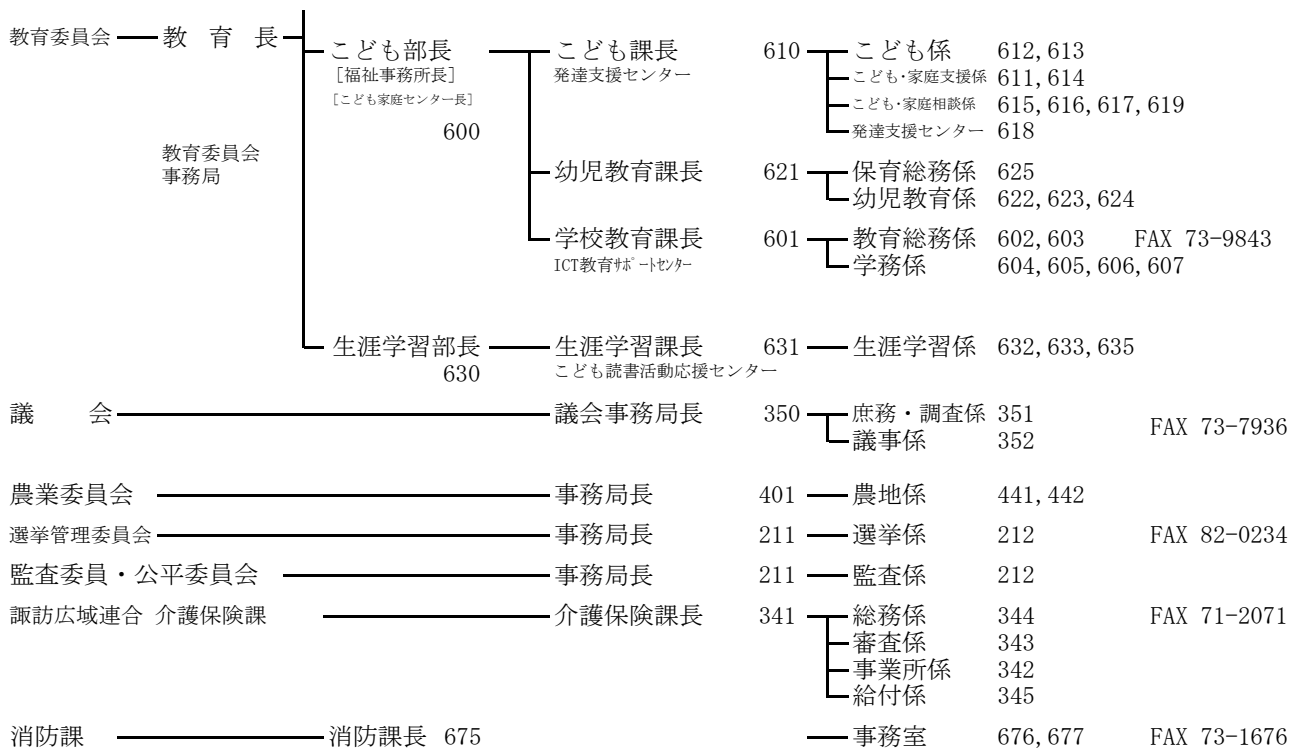 教育委員会 教 育 長
こども部長 こども課長 610 こども係 612,613
[福祉事務所長] 発達支援センター こども・家庭支援係 611,614
[こども家庭センター長] こども・家庭相談係 615,616,617,619
600 発達支援センター 618
教育委員会
事務局
幼児教育課長 621 保育総務係 625
幼児教育係 622,623,624
学校教育課長 601 教育総務係 602,603 FAX 73-9843
ICT教育ｻﾎﾟｰﾄｾﾝﾀｰ 学務係 604,605,606,607
生涯学習部長 生涯学習課長 631 生涯学習係 632,633,635
630 こども読書活動応援センター
議 会 議会事務局長 350 庶務・調査係 351
FAX 73-7936
議事係 352
農業委員会 事務局長 401 農地係 441,442
選挙管理委員会 事務局長 211 選挙係 212 FAX 82-0234
監査委員・公平委員会 事務局長 211 監査係 212
諏訪広域連合 介護保険課 介護保険課長 341 総務係 344 FAX 71-2071
審査係 343
事業所係 342
給付係 345
消防課 消防課長 675 事務室 676,677 FAX 73-1676